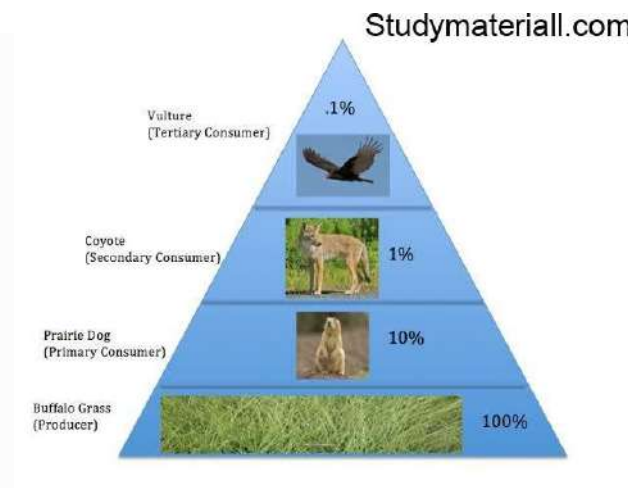 Studymateriall.com
.1%
Vulture
(Tertiary Consumer)
Coyote
(Secondary Consumer)
1%
Prairie Dog
(Primary Consumer)
10%
Buffalo Grass
(Producer)
100%